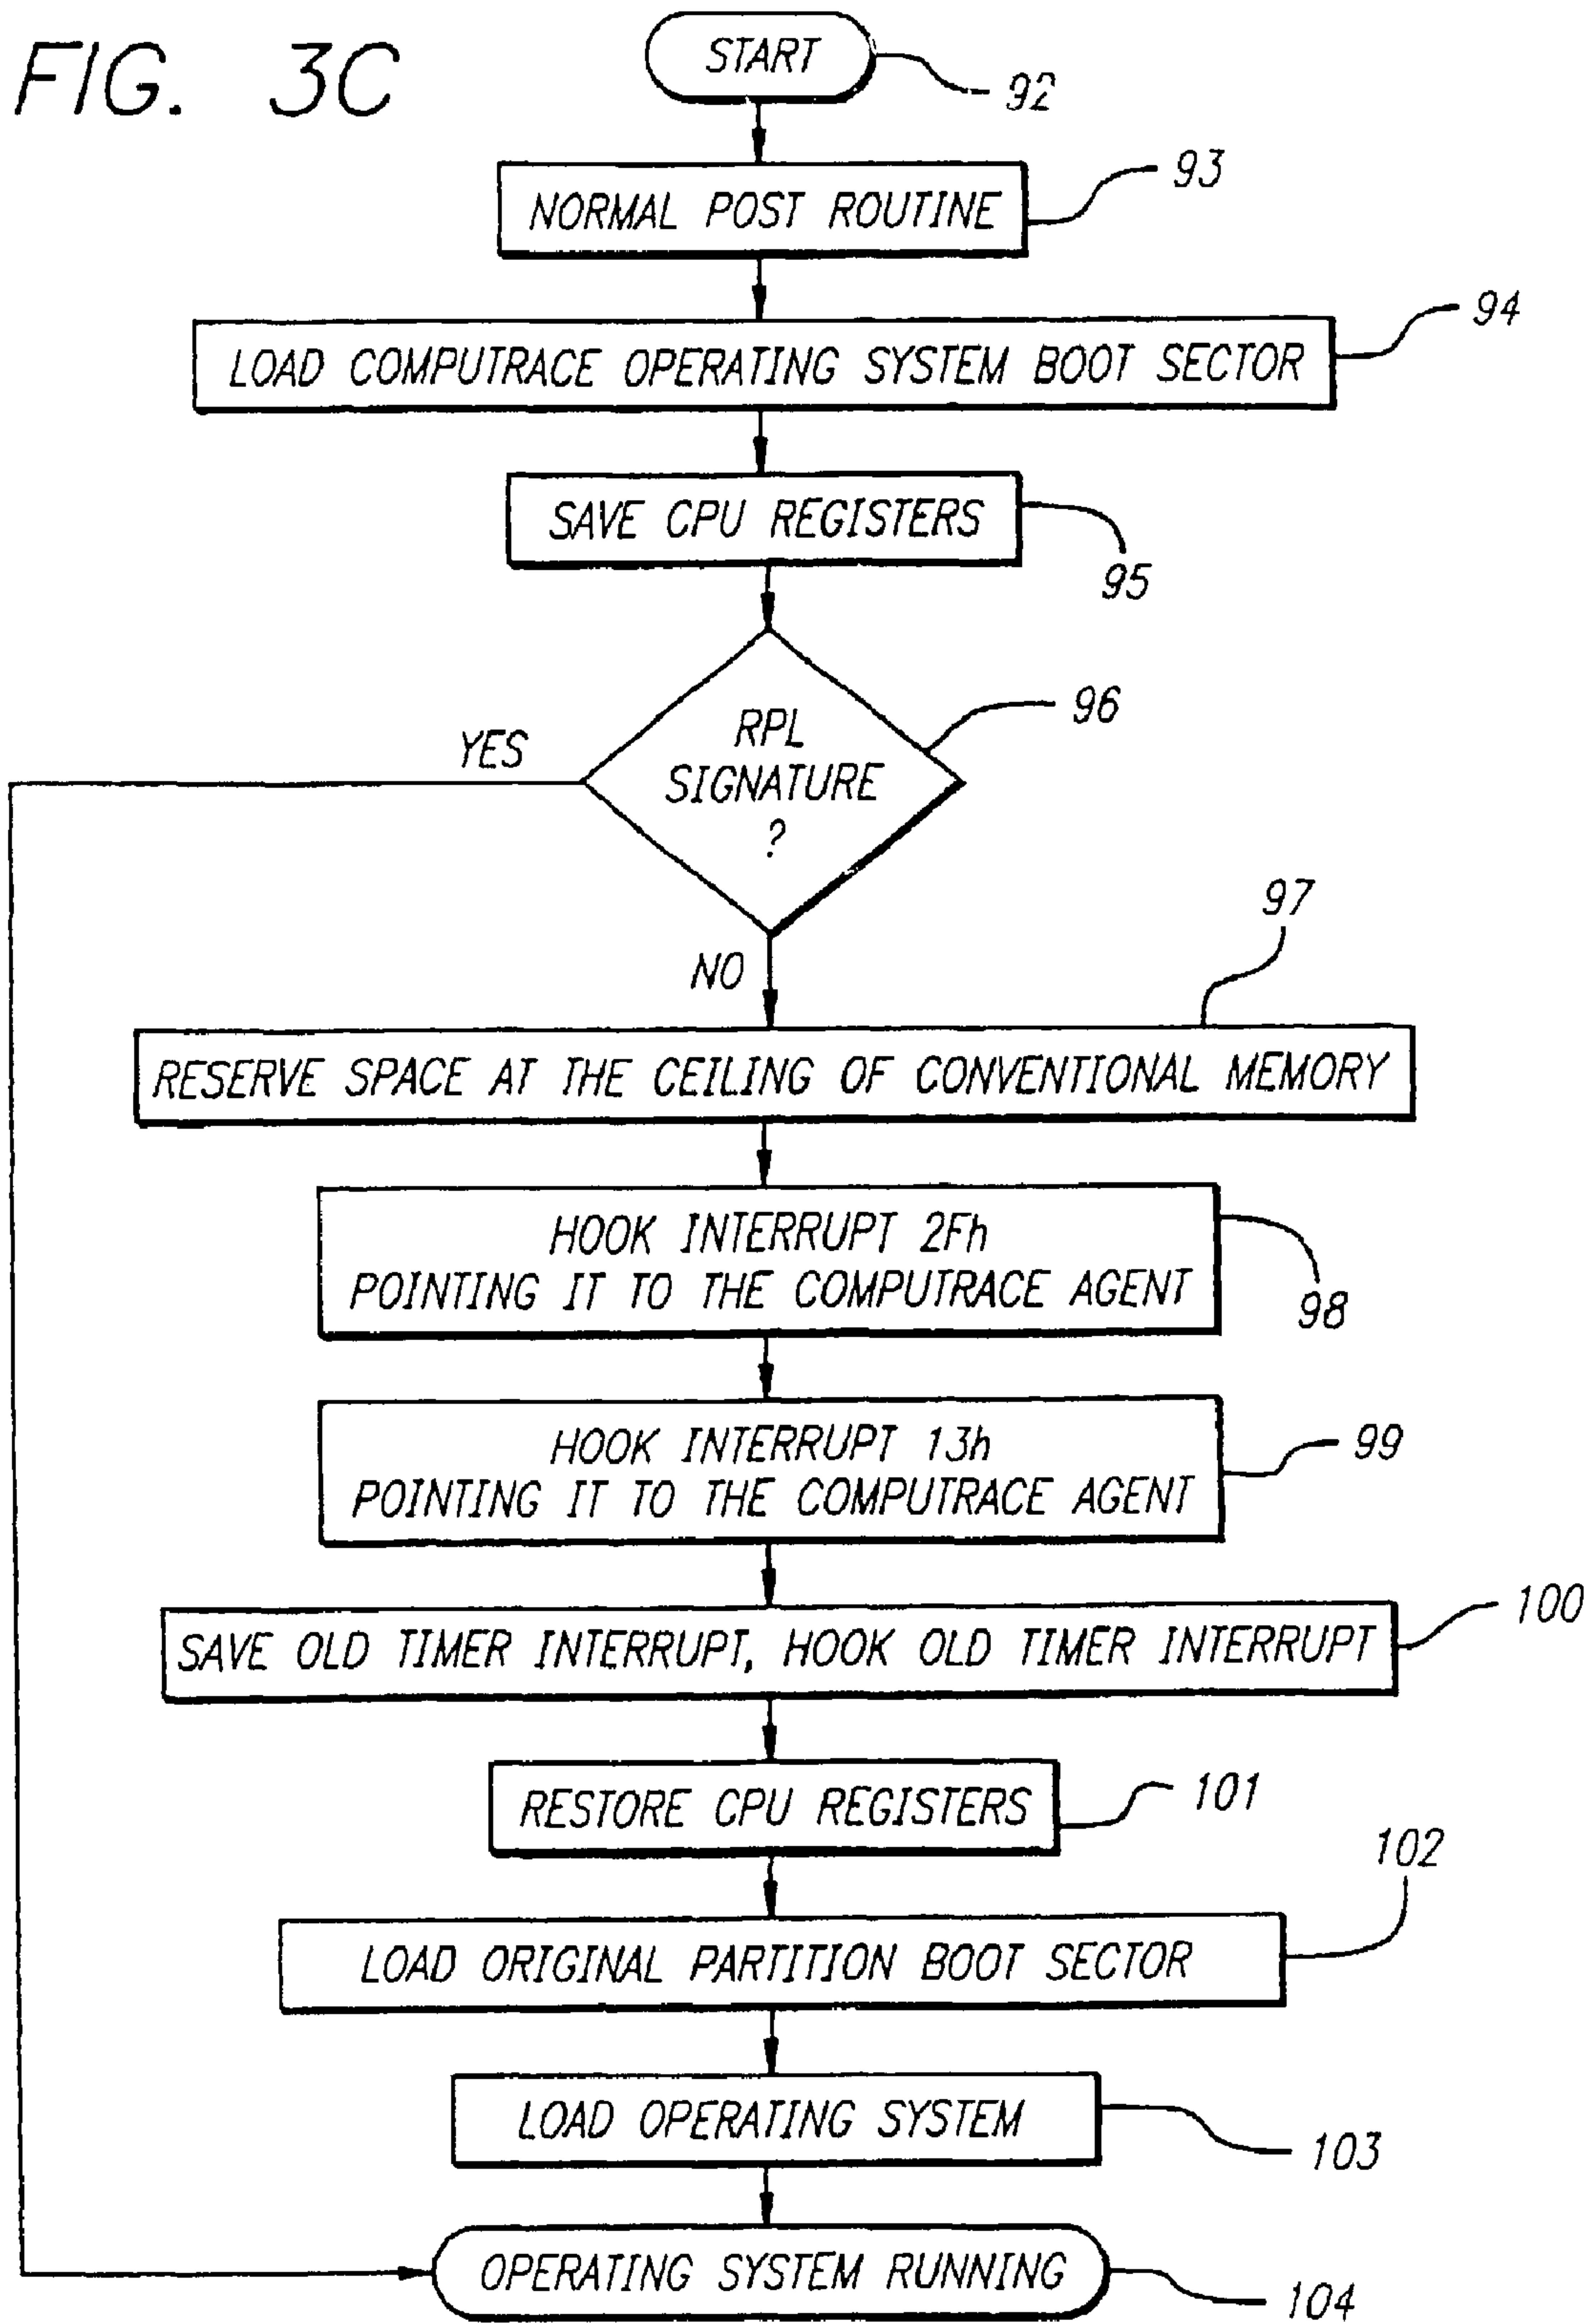 FIG. 3C
START
92
NORMAL POST ROUTINE
93
LOAD COMPUTRACE OPERATING SYSTEM BOOT SECTOR
94
SAVE CPU REGISTERS
95
RPL
SIGNATURE
?
96
YES
NO
97
RESERVE SPACE AT THE CEILING OF CONVENTIONAL MEMORY
HOOK INTERRUPT 2Fh
POINTING IT TO THE COMPUTRACE AGENT
98
HOOK INTERRUPT 13h
POINTING IT TO THE COMPUTRACE AGENT
99
SAVE OLD TIMER INTERRUPT, HOOK OLD TIMER INTERRUPT
100
RESTORE CPU REGISTERS
101
102
LOAD ORIGINAL PARTITION BOOT SECTOR
LOAD OPERATING SYSTEM
103
OPERATING SYSTEM RUNNING
104